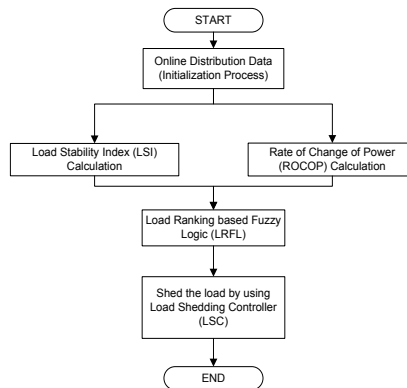 START
Online Distribution Data
(Initialization Process)
Load Stability Index (LSI)
Calculation
Rate of Change of Power
(ROCOP) Calculation
Load Ranking based Fuzzy
Logic (LRFL)
Shed the load by using
Load Shedding Controller
(LSC)
END